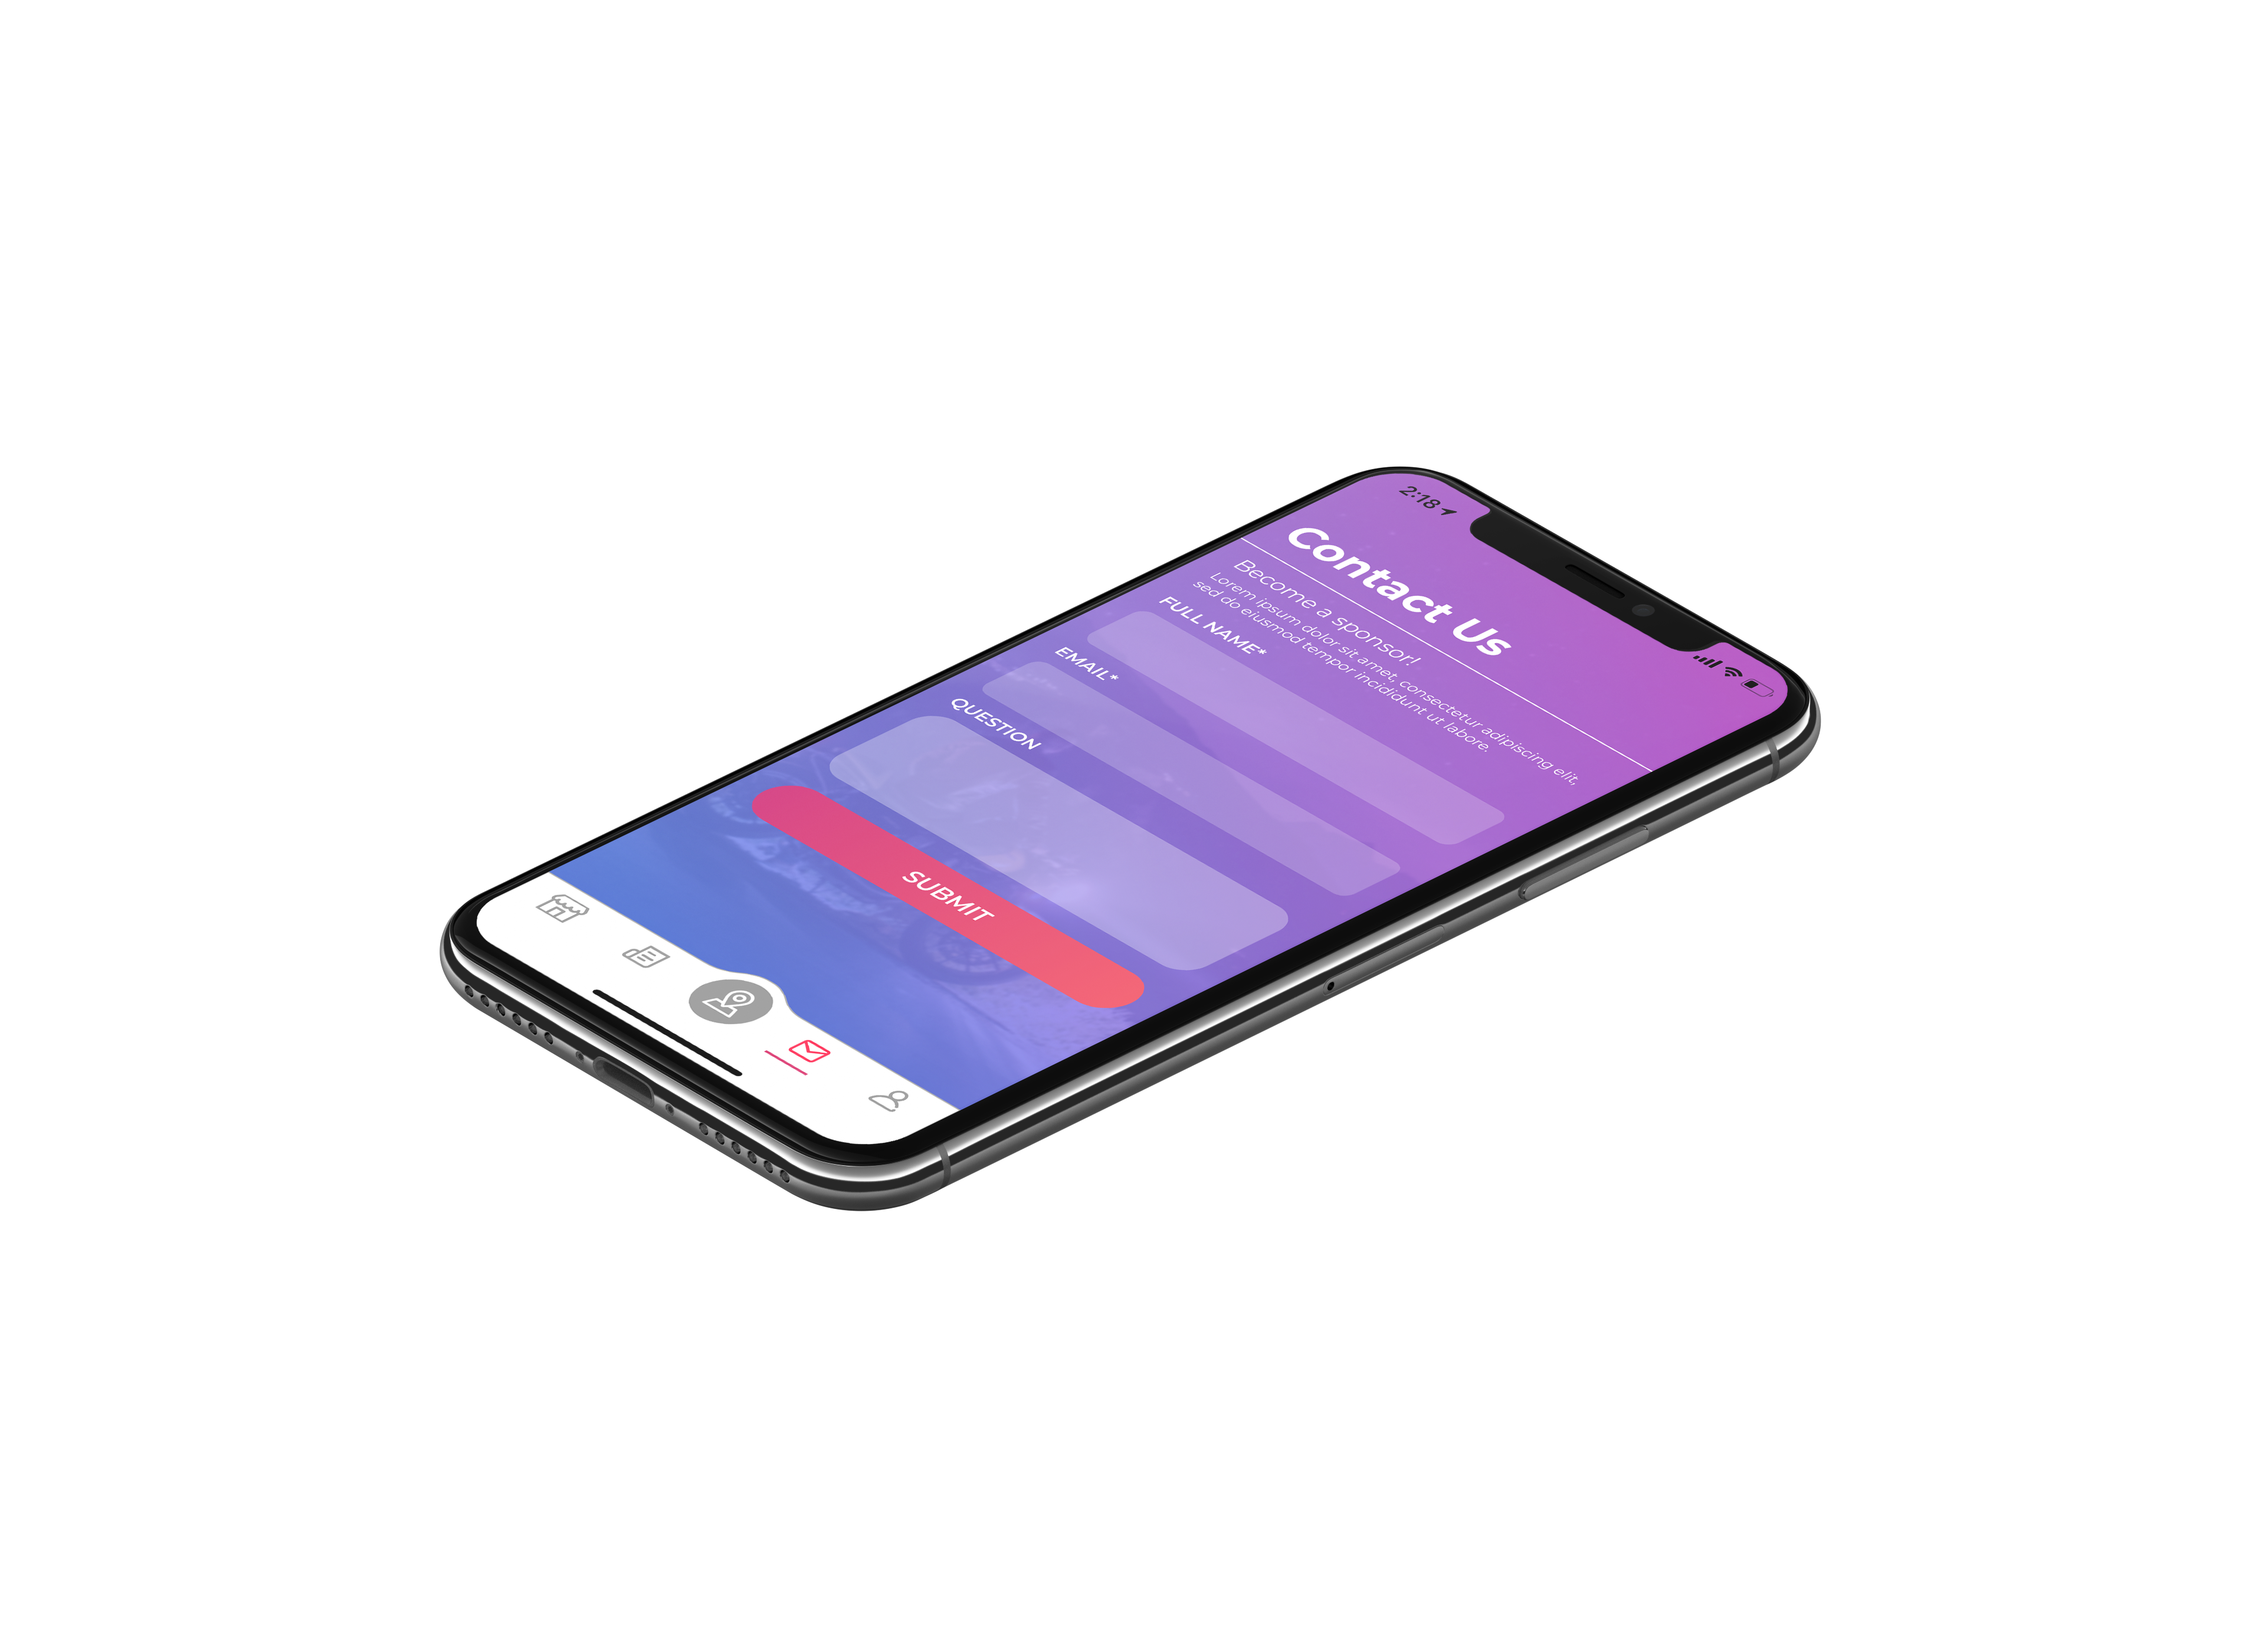 2:18
Contact Us
Become a sponsor!
Lorem ipsum dolor sit amet, consectetur adipiscing elit,
sed do eiusmod tempor incididunt ut labore.
FULL NAME*
EMAIL*
QUESTION
SUBMIT